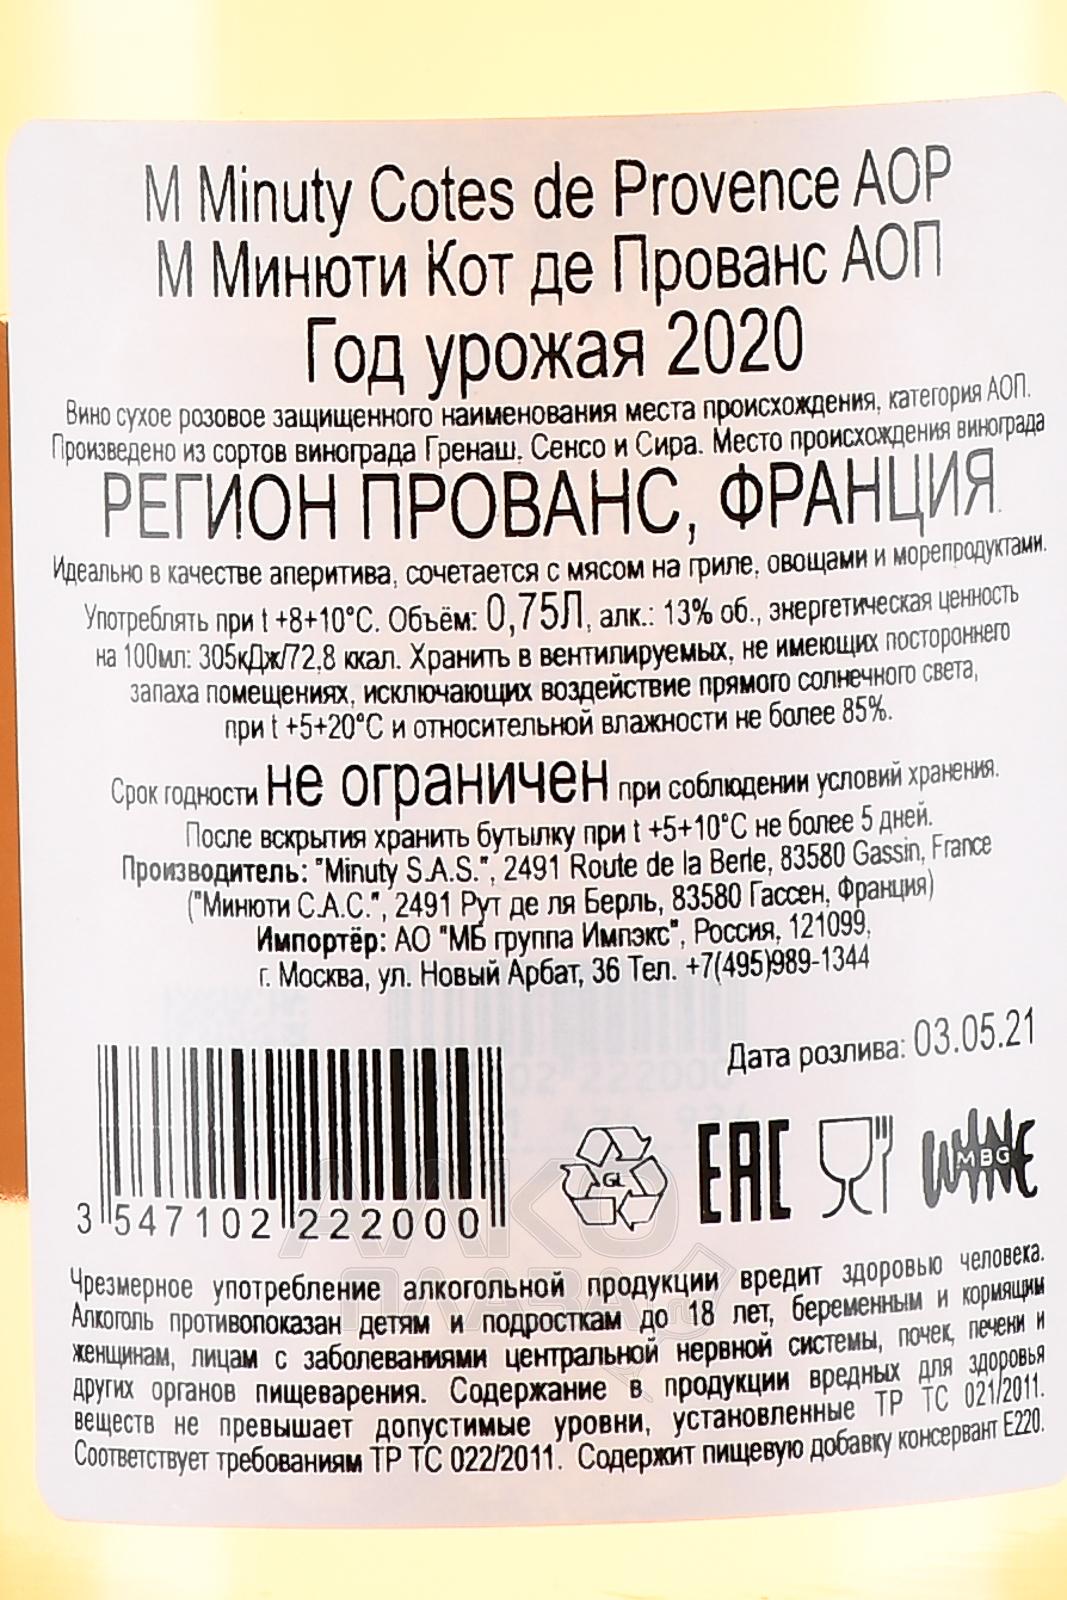 M Minuty Cotes de Provence AOP
М Минюти Кот де Прованс АОП
Год урожая 2020
Вино сухое розовое защищенного наименования места происхождения, категория АОП.
Произведено из сортов винограда Гренаш, Сенсо и Сира. Место происхождения винограда
РЕГИОН ПРОВАНС, ФРАНЦИЯ.
Идеально в качестве аперитива, сочетается с мясом на гриле, овощами и морепродуктами.
Употреблять при t +8+10°C. Объём: 0,75Л, алк.: 13% об., энергетическая ценность
на 100мл: 305кДж/72,8 ккал. Хранить в вентилируемых, не имеющих постороннего
запаха помещениях, исключающих воздействие прямого солнечного света,
при t +5+20°C и относительной влажности не более 85%.
Срок годности не ограничен при соблюдении условий хранения.
После вскрытия хранить бутылку при t +5+10°C не более 5 дней.
Производитель: "Minuty S.A.S.", 2491 Route de la Berle, 83580 Gassin, France
("Минюти С.А.С.", 2491 Рут де ля Берль, 83580 Гассен, Франция)
Импортёр: АО "МБ группа Импэкс", Россия, 121099,
г. Москва, ул. Новый Арбат, 36 Тел. +7(495)989-1344
Дата розлива: 03.05.21
3 547102 222000
GL
EAC
WINE
MBG
АЛКО
ПЛАЗА
Чрезмерное употребление алкогольной продукции вредит здоровью человека.
Алкоголь противопоказан детям и подросткам до 18 лет, беременным и кормящим
женщинам, лицам с заболеваниями центральной нервной системы, почек, печени и
других органов пищеварения. Содержание в продукции вредных для здоровья
веществ не превышает допустимые уровни, установленные ТР ТС 021/2011.
Соответствует требованиям ТР ТС 022/2011. Содержит пищевую добавку консервант E220.